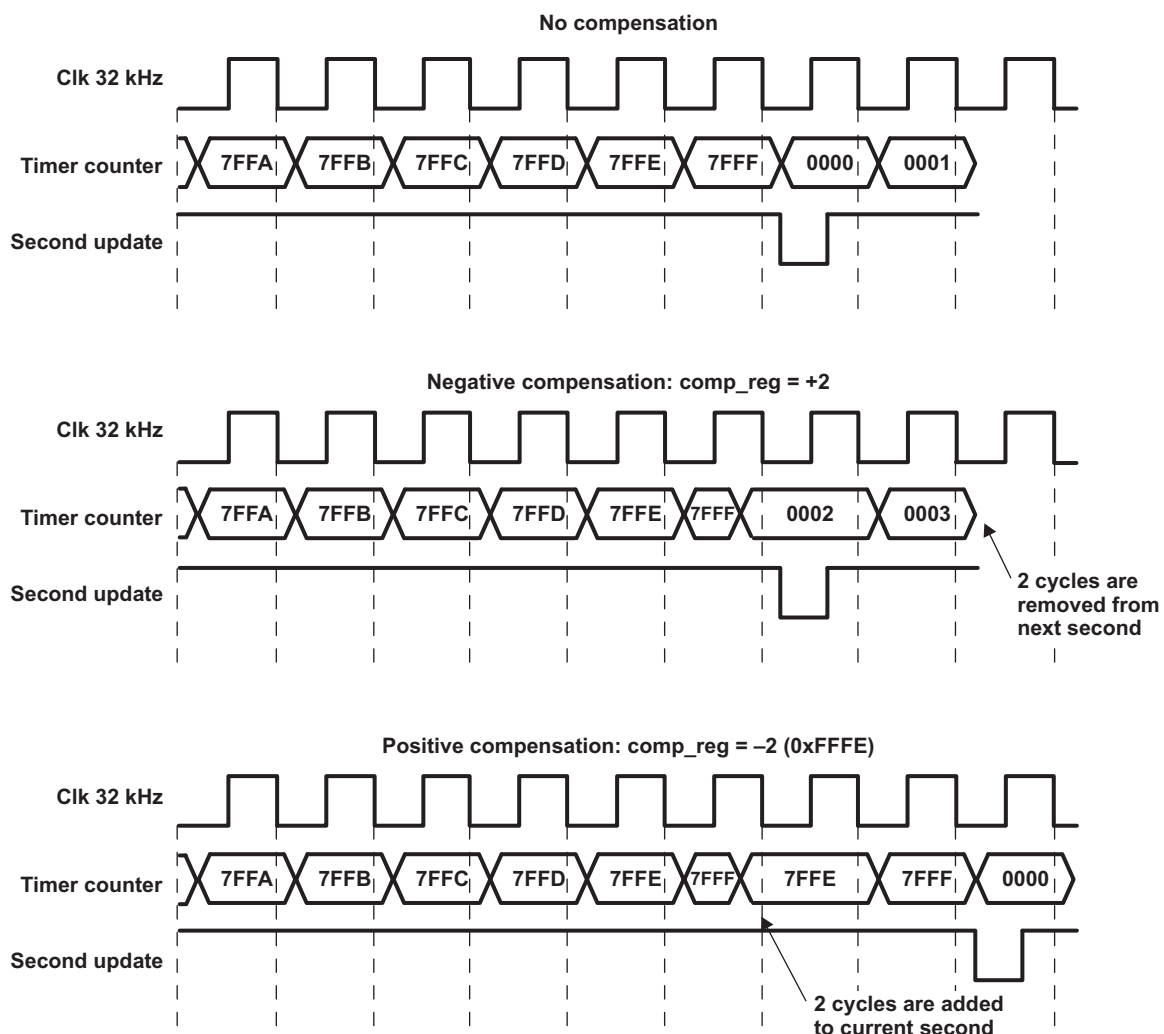 No compensation
Clk 32 kHz
Timer counter
7FFA
7FFB
7FFC
7FFD
7FFE
7FFF
0000
0001
Second update
Negative compensation: comp_reg = +2
Clk 32 kHz
Timer counter
7FFA
7FFB
7FFC
7FFD
7FFE
7FFF
0002
0003
Second update
2 cycles are
removed from
next second
Positive compensation: comp_reg = –2 (0xFFFE)
Clk 32 kHz
Timer counter
7FFA
7FFB
7FFC
7FFD
7FFE
7FFF
7FFE
7FFF
0000
Second update
2 cycles are added
to current second